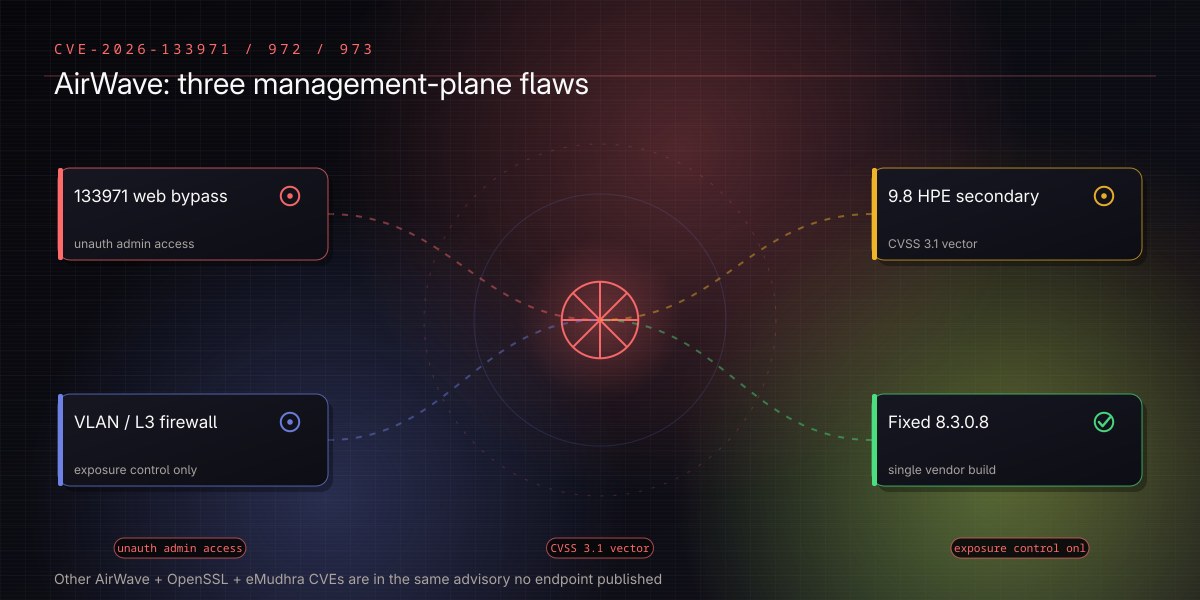 CVE-2026-133971 / 972 / 973
AirWave: three management-plane flaws
133971 web bypass
unauth admin access
9.8 HPE secondary
CVSS 3.1 vector
VLAN / L3 firewall
exposure control only
Fixed 8.3.0.8
single vendor build
unauth admin access
CVSS 3.1 vector
exposure control onl
Other AirWave + OpenSSL + eMudhra CVEs are in the same advisory no endpoint published